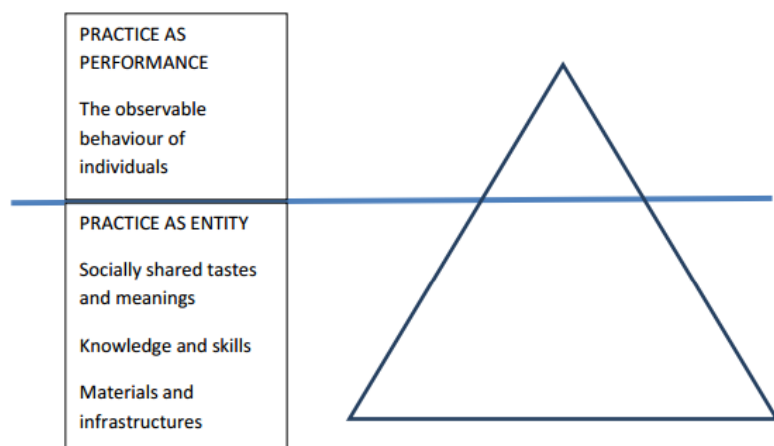 PRACTICE AS
PERFORMANCE
The observable
behaviour of
individuals
PRACTICE AS ENTITY
Socially shared tastes
and meanings
Knowledge and skills
Materials and
infrastructures